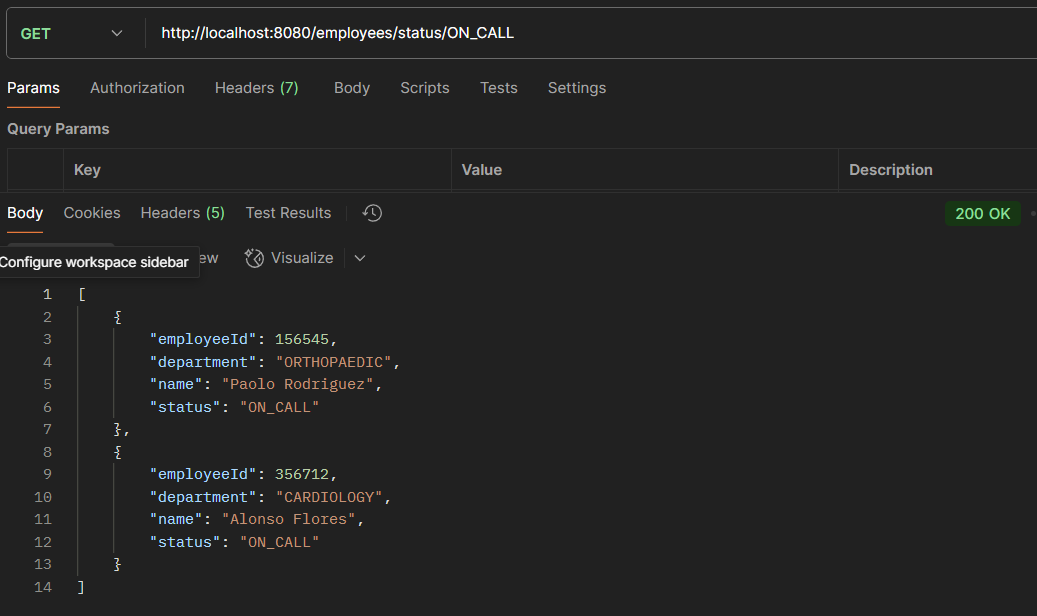 GET http://localhost:8080/employees/status/ON_CALL
Params Authorization Headers (7) Body Scripts Tests Settings
Query Params
Key Value Description
Body Cookies Headers (5) Test Results 200 OK
Configure workspace sidebar ew Visualize
1 [
2 {
3 "employeeId": 156545,
4 "department": "ORTHOPAEDIC",
5 "name": "Paolo Rodriguez",
6 "status": "ON_CALL"
7 },
8 {
9 "employeeId": 356712,
10 "department": "CARDIOLOGY",
11 "name": "Alonso Flores",
12 "status": "ON_CALL"
13 }
14 ]